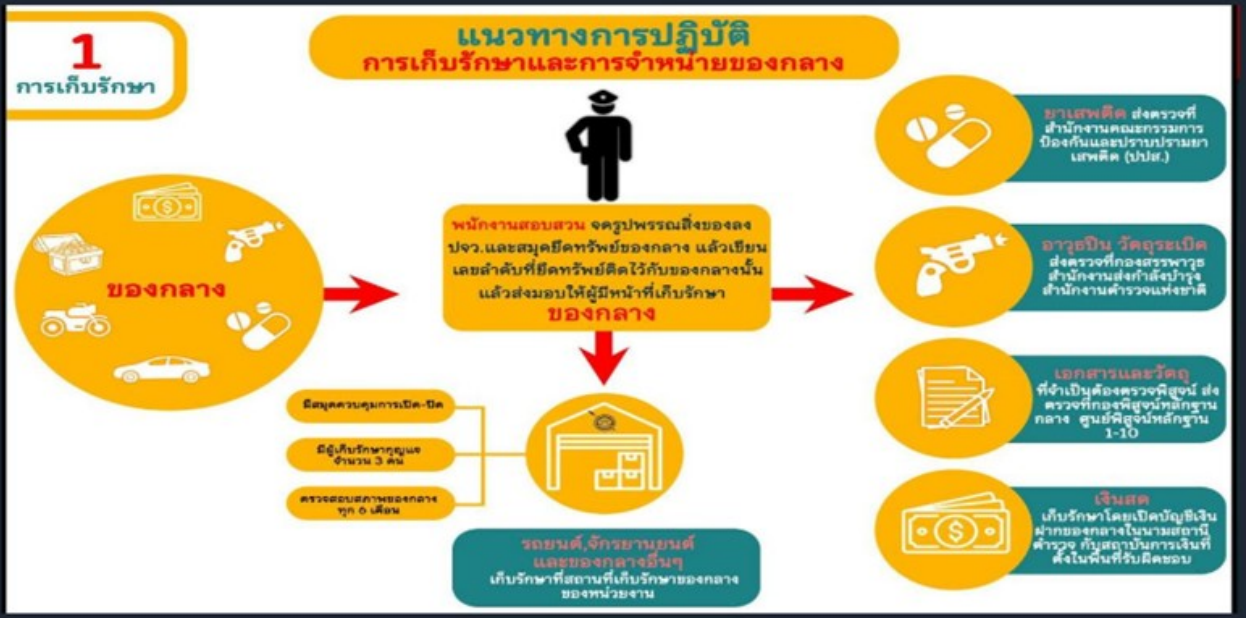 1
การเก็บรักษา
แนวทางการปฏิบัติ
การเก็บรักษาและการจำหน่ายของกลาง
ของกลาง
พนักงานสอบสวน จดรูปพรรณสิ่งของลง
ปจว.และสมุดยึดทรัพย์ของกลาง แล้วเขียน
เลขลำดับที่ยึดทรัพย์ติดไว้กับของกลางนั้น
แล้วส่งมอบให้ผู้มีหน้าที่เก็บรักษา
ของกลาง
มีสมุดควบคุมการเปิด-ปิด
มีผู้เก็บรักษากุญแจ
จำนวน 3 คน
ตรวจสอบสภาพของกลาง
ทุก 6 เดือน
รถยนต์,จักรยานยนต์
และของกลางอื่นๆ
เก็บรักษาที่สถานที่เก็บรักษาของกลาง
ของหน่วยงาน
ยาเสพติด ส่งตรวจที่
สำนักงานคณะกรรมการ
ป้องกันและปราบปรามยา
เสพติด (ปปส.)
อาวุธปืน วัตถุระเบิด
ส่งตรวจที่กองสรรพาวุธ
สำนักงานส่งกำลังบำรุง
สำนักงานตำรวจแห่งชาติ
เอกสารและวัตถุ
ที่จำเป็นต้องตรวจพิสูจน์ ส่ง
ตรวจที่กองพิสูจน์หลักฐาน
กลาง ศูนย์พิสูจน์หลักฐาน
1-10
เงินสด
เก็บรักษาโดยเปิดบัญชีเงิน
ฝากของกลางในนามสถานี
ตำรวจ กับสถาบันการเงินที่
ตั้งในพื้นที่รับผิดชอบ